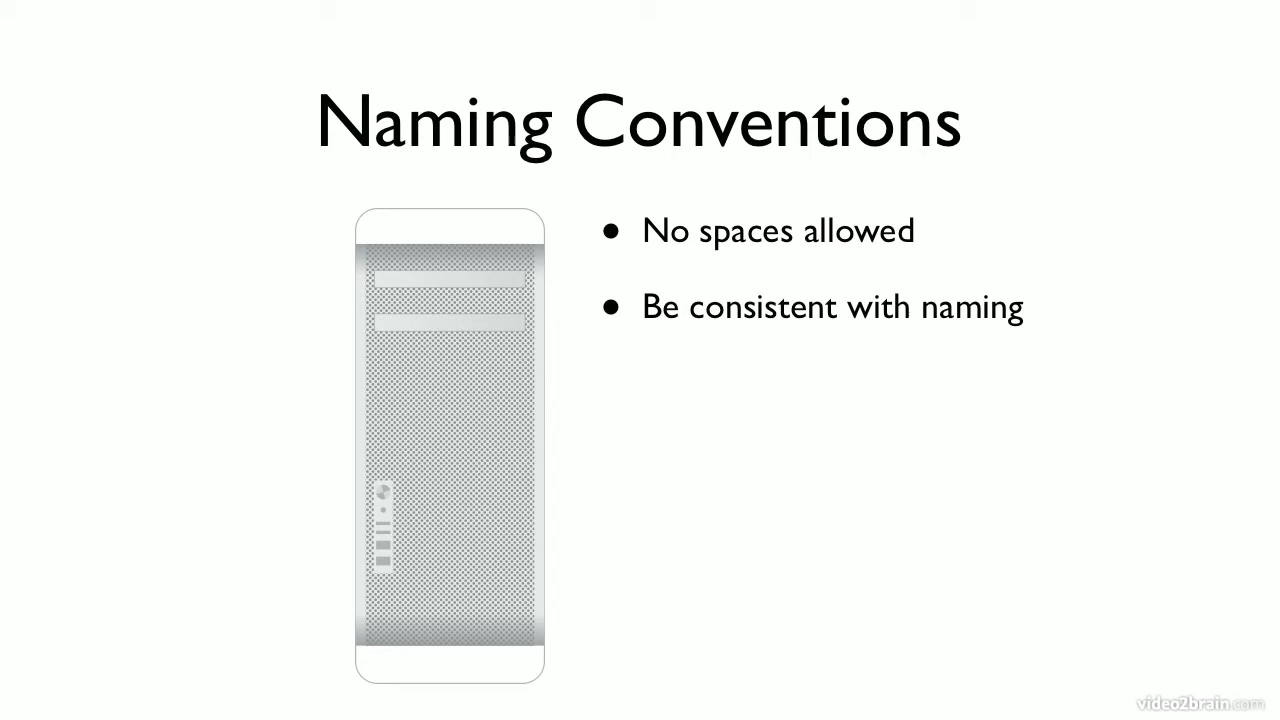 Naming Conventions
• No spaces allowed
• Be consistent with naming
video2brain.com